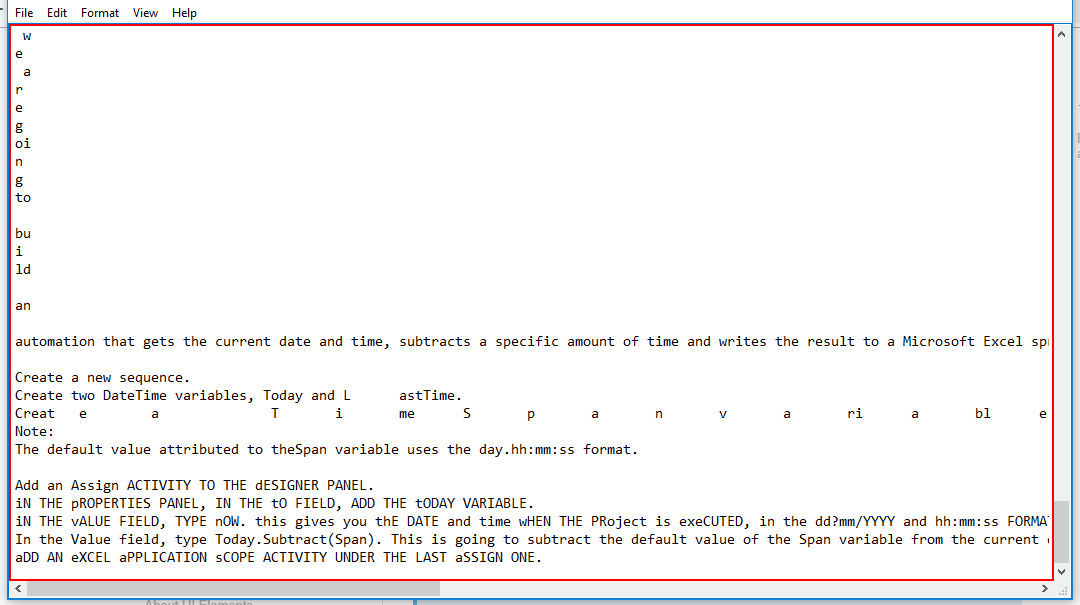 File Edit Format View Help
w
e
a
r
e
g
oi
n
g
to
bu
i
ld
an
automation that gets the current date and time, subtracts a specific amount of time and writes the result to a Microsoft Excel
Create a new sequence.
Create two DateTime variables, Today and L astTime.
Creat e a T i me S p a n v a ri a bl e
Note:
The default value attributed to theSpan variable uses the day.hh:mm:ss format.
Add an Assign ACTIVITY TO THE dESIGNER PANEL.
iN THE pROPERTIES PANEL, IN THE tO FIELD, ADD THE tODAY VARIABLE.
iN THE vALUE FIELD, TYPE nOW. this gives you thE DATE and time wHEN THE PRoject is exeCUTED, in the dd?mm/YYYY and hh:mm:ss FORMA
In the Value field, type Today.Subtract(Span). This is going to subtract the default value of the Span variable from the current
aDD AN eXCEL aPPLICATION sCOPE ACTIVITY UNDER THE LAST aSSIGN ONE.